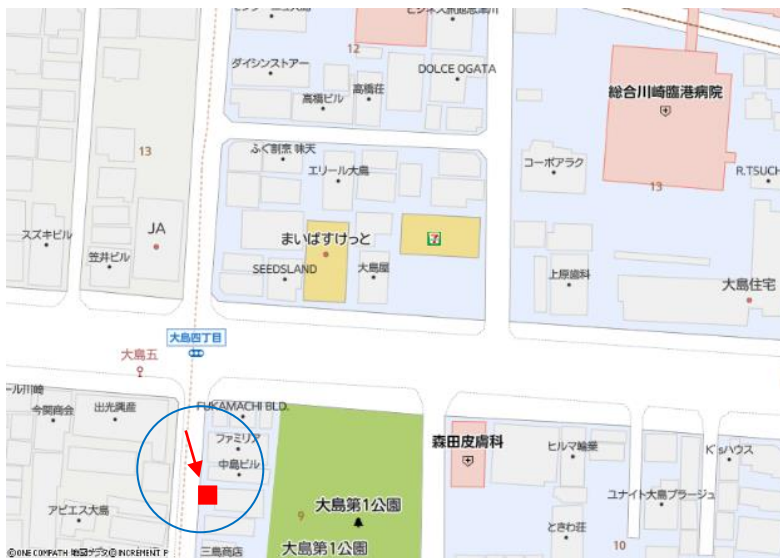 12
ダイシンストアー
DOLCE OGATA
高橋荘
高橋ビル
総合川崎臨港病院
13
ふぐ割烹 味天
エリール大島
コーポアラク
R.TSUCH
13
JA
スズキビル
笠井ビル
まいばすけっと
7
SEEDSLAND
大島屋
上原歯科
大島住宅
大島四丁目
大島五
ール川崎
今関商会
出光興産
FUKAMACHI BLD.
ファミリア
中島ビル
森田皮膚科
ヒルマ輪業
K'sハウス
アピエス大島
大島第1公園
9
ユナイト大島プラージュ
ときわ荘
10
三島商店
大島第1公園
©ONE COMPATH 地図データ© INCREMENT P